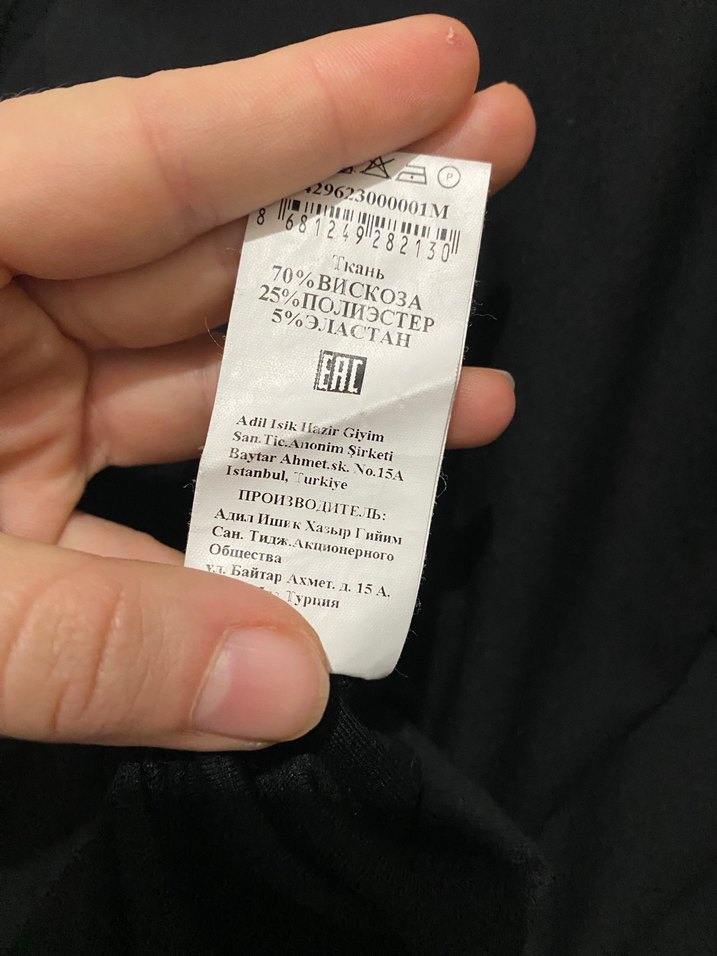 P
29623000001M
8 681249 282130
Ткань
70%ВИСКОЗА
25%ПОЛИЭСТЕР
5%ЭЛАСТАН
EAC
Adil Isik Hazir Giyim
San.Tic.Anonim Şirketi
Baytar Ahmet.sk. No.15A
Istanbul, Turkiye
ПРОИЗВОДИТЕЛЬ:
Адил Ишик Хазыр Гийим
Сан. Тидж.Акционерного
Общества
ул. Байтар Ахмет. д. 15 А.
Турция